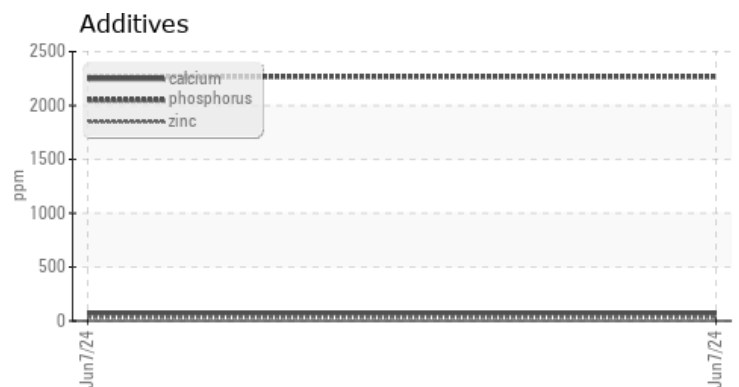 Additives
2500
calcium
phosphorus
2000
zinc
1500
ppm
1000
500
0
Jun7/24
Jun7/24